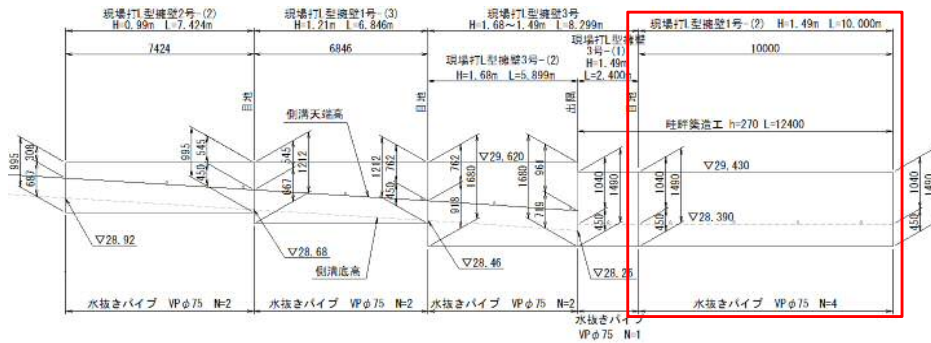 現場打L型擁壁2号-(2)
H=0.99m L=7.424m
現場打L型擁壁1号-(3)
H=1.21m L=6.846m
現場打L型擁壁3号
H=1.68～1.49m L=8.299m
現場打L型擁壁1号-(2) H=1.49m L=10.000m
7424
6846
現場打L型擁壁3号-(2)
H=1.68m L=5.899m
現場打L型擁壁
3号-(1)
H=1.49m
L=2.400m
10000
目地
目地
出隅
目地
側溝天端高
畦畔築造工 h=270 L=12400
995
308
687
995
545
450
545
667
1212
1212
762
450
762
918
1680
1680
961
719
1040
450
1490
1040
450
1490
1040
450
1490
▽29.620
▽29.430
▽28.390
▽28.92
▽28.68
側溝底高
▽28.46
▽28.26
水抜きパイプ VPφ75 N=2
水抜きパイプ VPφ75 N=2
水抜きパイプ VPφ75 N=2
水抜きパイプ VPφ75 N=4
水抜きパイプ
VPφ75 N=1